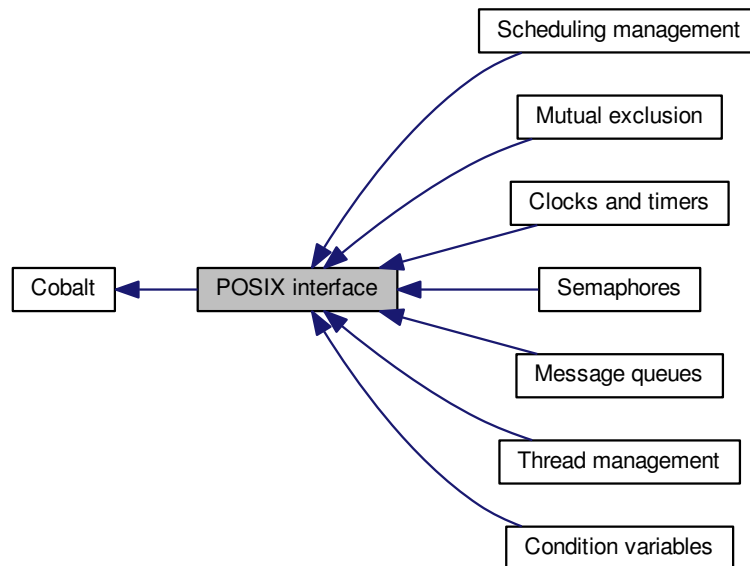 Scheduling management
Mutual exclusion
Clocks and timers
Cobalt
POSIX interface
Semaphores
Message queues
Thread management
Condition variables